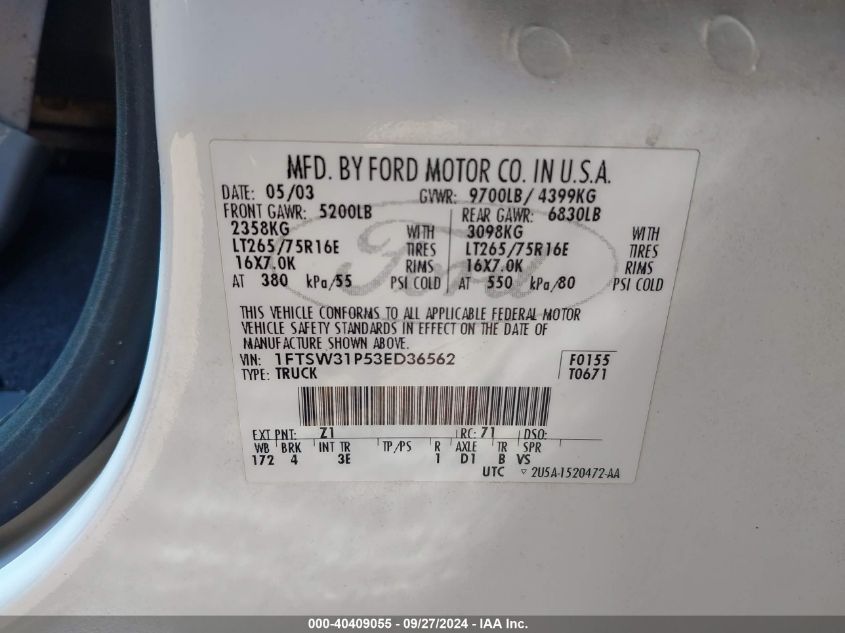 MFD. BY FORD MOTOR CO. IN U.S.A.
DATE: 05/03 GVWR: 9700LB/ 4399KG
FRONT GAWR: 5200LB REAR GAWR: 6830LB
2358KG WITH 3098KG WITH
LT265/75R16E TIRES LT265/75R16E TIRES
16X7.0K RIMS 16X7.0K RIMS
AT 380 kPa/55 PSI COLD AT 550 kPa/80 PSI COLD
Ford
THIS VEHICLE CONFORMS TO ALL APPLICABLE FEDERAL MOTOR
VEHICLE SAFETY STANDARDS IN EFFECT ON THE DATE OF
MANUFACTURE SHOWN ABOVE.
VIN: 1FTSW31P53ED36562 F0155
TYPE: TRUCK T0671
EXT PNT: Z1 RC: 71 DSO:
WB BRK INT TR TP/PS R AXLE TR SPR
172 4 3E 1 D1 B VS
UTC ▽ 2U5A-1520472-AA
000-40409055 - 09/27/2024 - IAA Inc.